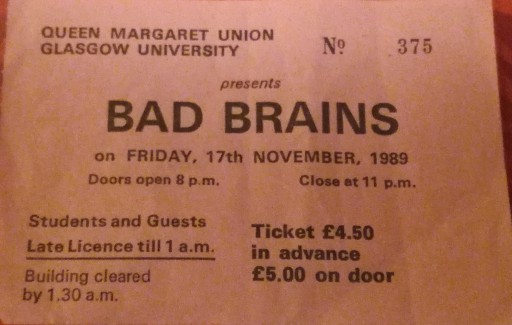 QUEEN MARGARET UNION
GLASGOW UNIVERSITY
Nº 375
presents
BAD BRAINS
on FRIDAY, 17th NOVEMBER, 1989
Doors open 8 p.m. Close at 11 p.m.
Students and Guests
Late Licence till 1 a.m.
Building cleared
by 1.30 a.m.
Ticket £4.50
in advance
£5.00 on door